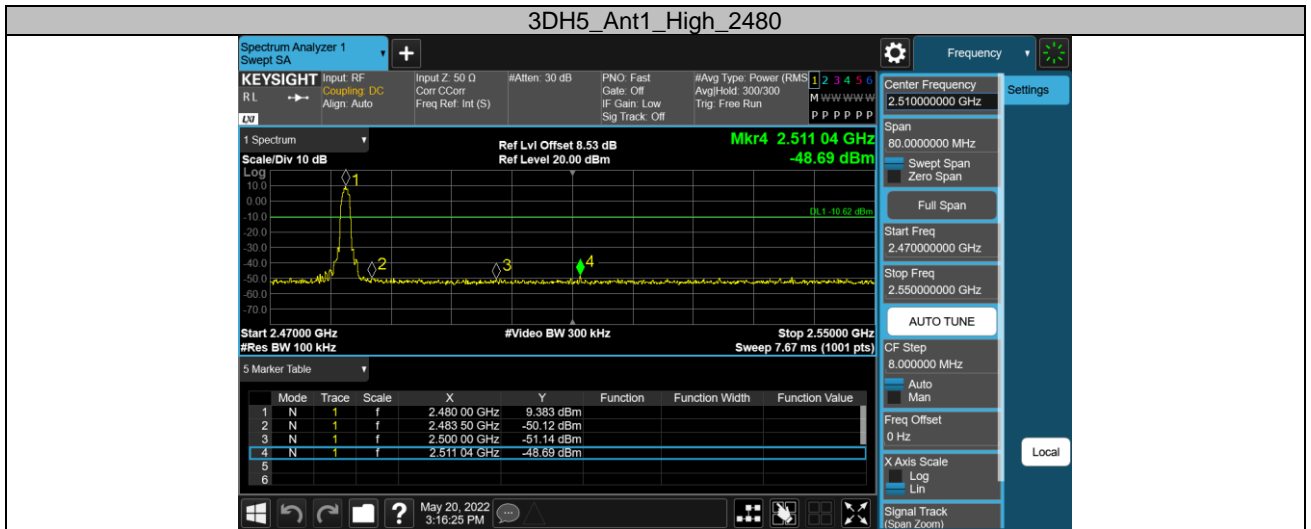 3DH5_Ant1_High_2480
Spectrum Analyzer 1
Swept SA
Frequency
KEYSIGHT
RL
LXI
Input: RF
Coupling: DC
Align: Auto
Input Z: 50 Ω
Corr CCorr
Freq Ref: Int (S)
#Atten: 30 dB
PNO: Fast
Gate: Off
IF Gain: Low
Sig Track: Off
#Avg Type: Power (RMS
Avg|Hold: 300/300
Trig: Free Run
1 2 3 4 5 6
M W W W W W
P P P P P P
1 Spectrum
Scale/Div 10 dB
Ref Lvl Offset 8.53 dB
Ref Level 20.00 dBm
Mkr4 2.511 04 GHz
-48.69 dBm
Log
10.0
0.00
-10.0
-20.0
-30.0
-40.0
-50.0
-60.0
-70.0
1
2
3
4
DL1 -10.62 dBm
Start 2.47000 GHz
#Video BW 300 kHz
Stop 2.55000 GHz
#Res BW 100 kHz
Sweep 7.67 ms (1001 pts)
5 Marker Table
Mode Trace Scale X Y Function Function Width Function Value
1 N 1 f 2.480 00 GHz 9.383 dBm
2 N 1 f 2.483 50 GHz -50.12 dBm
3 N 1 f 2.500 00 GHz -51.14 dBm
4 N 1 f 2.511 04 GHz -48.69 dBm
5
6
May 20, 2022
3:16:25 PM
Center Frequency
2.510000000 GHz
Settings
Span
80.0000000 MHz
Swept Span
Zero Span
Full Span
Start Freq
2.470000000 GHz
Stop Freq
2.550000000 GHz
AUTO TUNE
CF Step
8.000000 MHz
Auto
Man
Freq Offset
0 Hz
Local
X Axis Scale
Log
Lin
Signal Track
(Span Zoom)